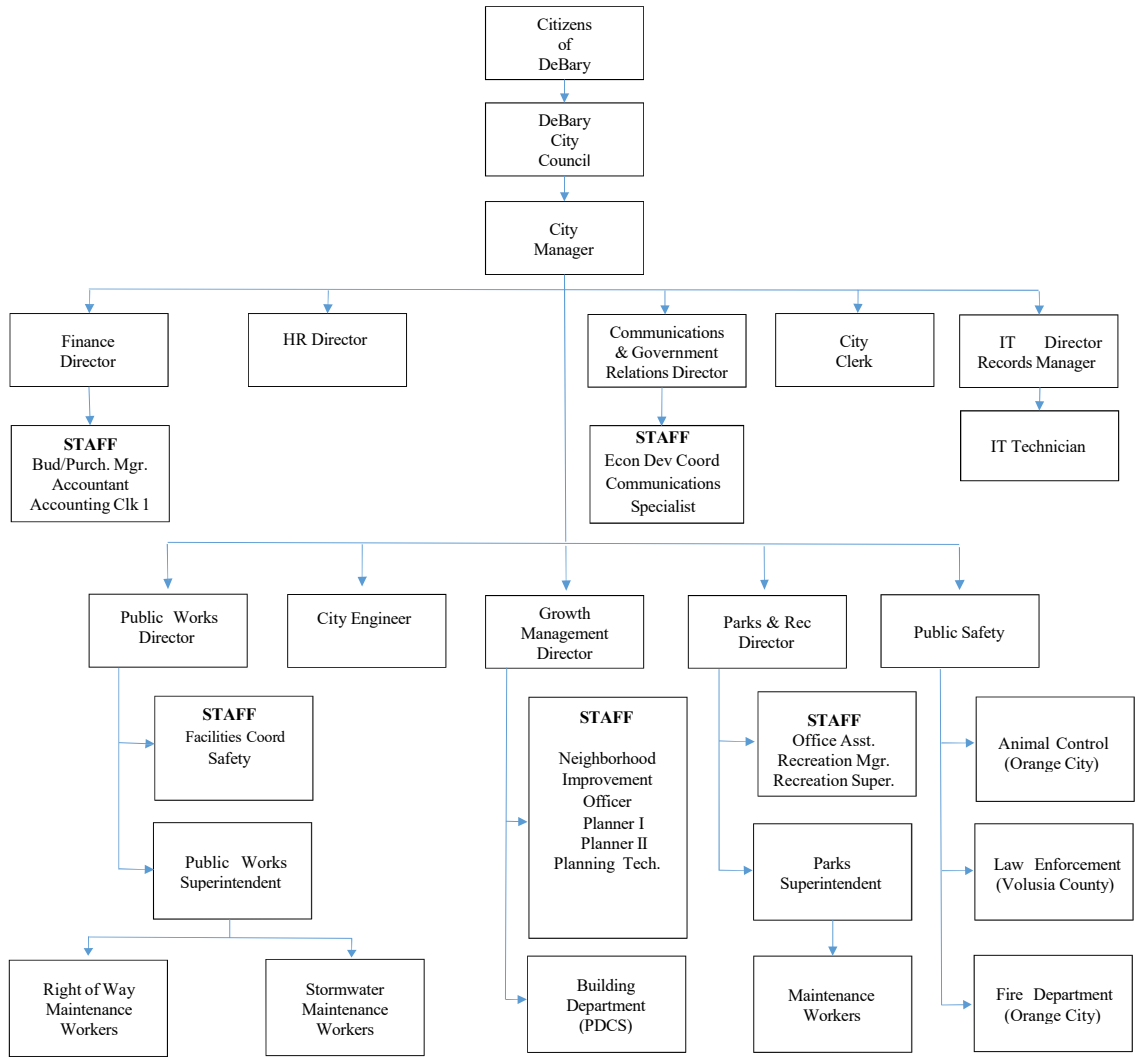 Citizens
of
DeBary
DeBary
City
Council
City
Manager
Finance
Director
HR Director
Communications
& Government
Relations Director
City
Clerk
IT Director
Records Manager
STAFF
Bud/Purch. Mgr.
Accountant
Accounting Clk 1
STAFF
Econ Dev Coord
Communications
Specialist
IT Technician
Public Works
Director
City Engineer
Growth
Management
Director
Parks & Rec
Director
Public Safety
STAFF
Facilities Coord
Safety
STAFF
Neighborhood
Improvement
Officer
Planner I
Planner II
Planning Tech.
STAFF
Office Asst.
Recreation Mgr.
Recreation Super.
Animal Control
(Orange City)
Public Works
Superintendent
Parks
Superintendent
Law Enforcement
(Volusia County)
Right of Way
Maintenance
Workers
Stormwater
Maintenance
Workers
Building
Department
(PDCS)
Maintenance
Workers
Fire Department
(Orange City)